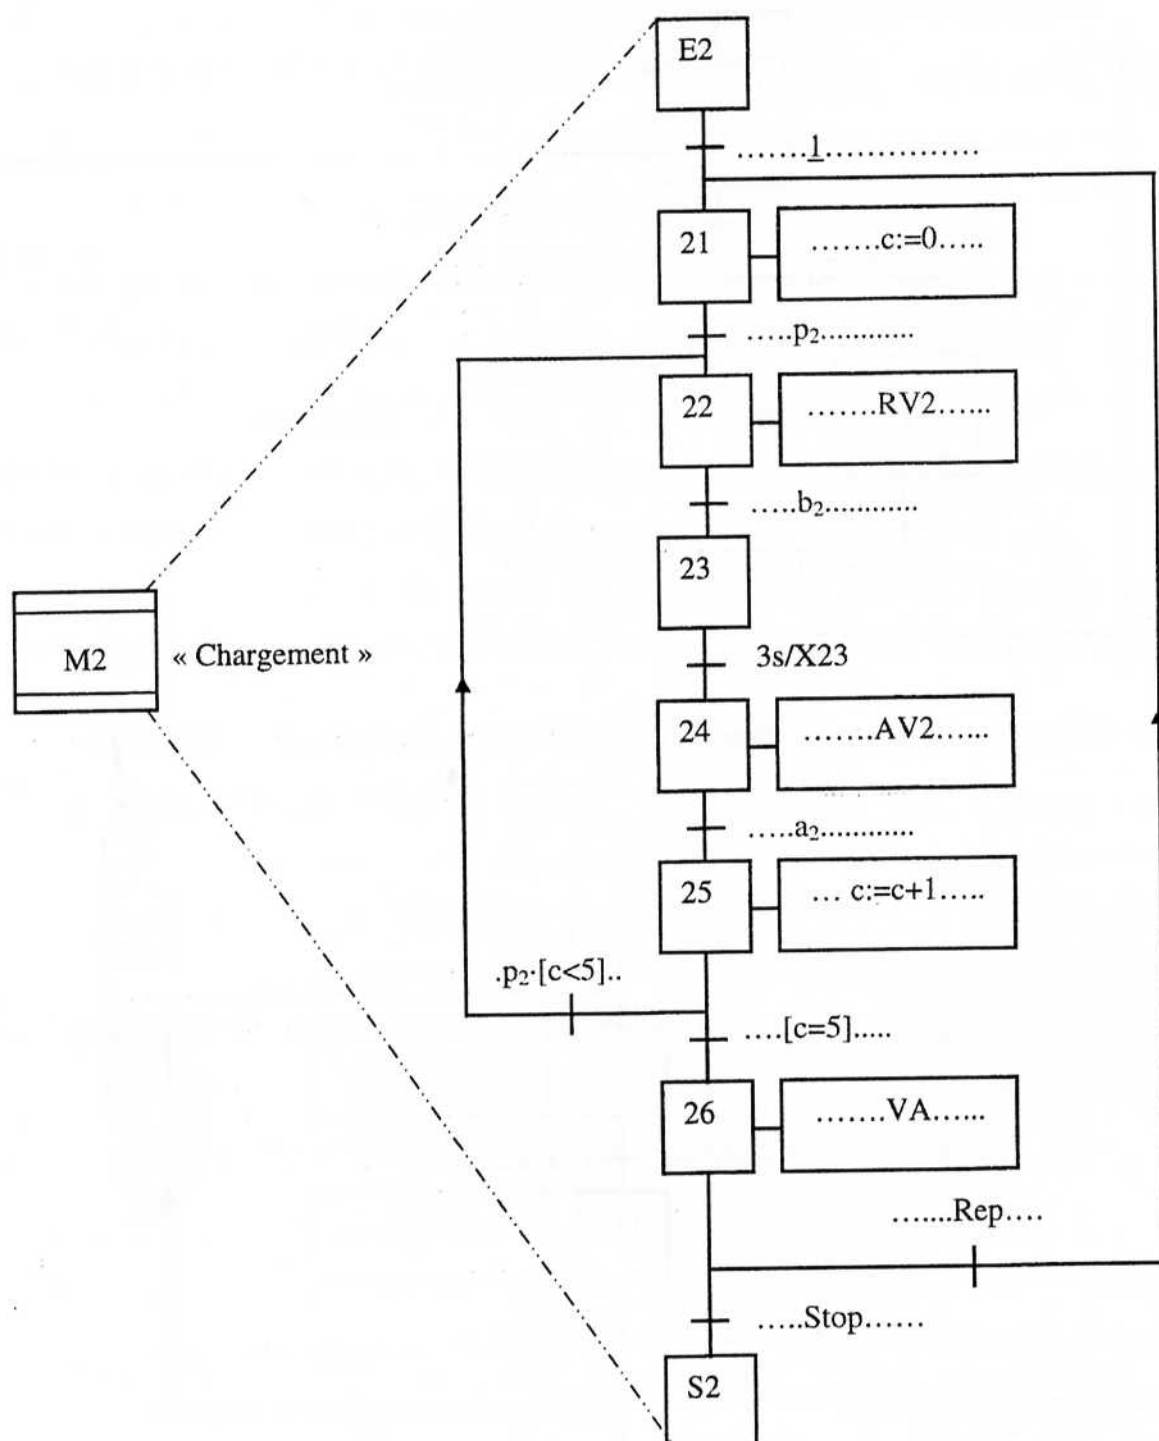 E2
.......1...............
21
.......c:=0.....
.....p₂............
22
.......RV2......
.....b₂............
23
M2
« Chargement »
3s/X23
24
.......AV2......
.....a₂............
25
... c:=c+1.....
.p₂·[c<5]..
....[c=5].....
26
.......VA......
.......Rep....
.....Stop......
S2